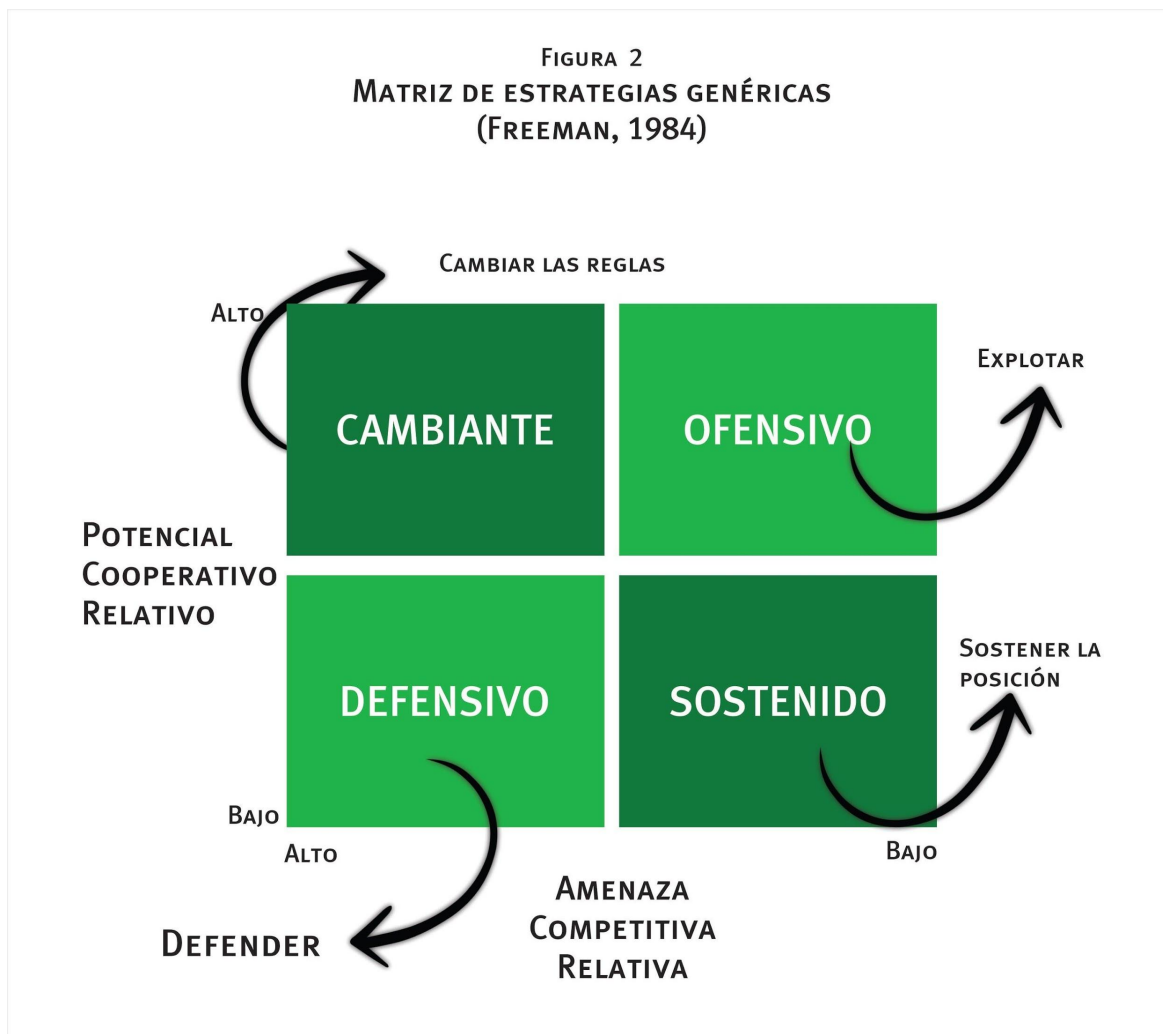 Figura 2
Matriz de estrategias genéricas
(Freeman, 1984)
Cambiar las reglas
Alto
Explotar
CAMBIANTE
OFENSIVO
Potencial
Cooperativo
Relativo
Sostener la
posición
DEFENSIVO
SOSTENIDO
Bajo
Alto
Bajo
Amenaza
Competitiva
Relativa
Defender